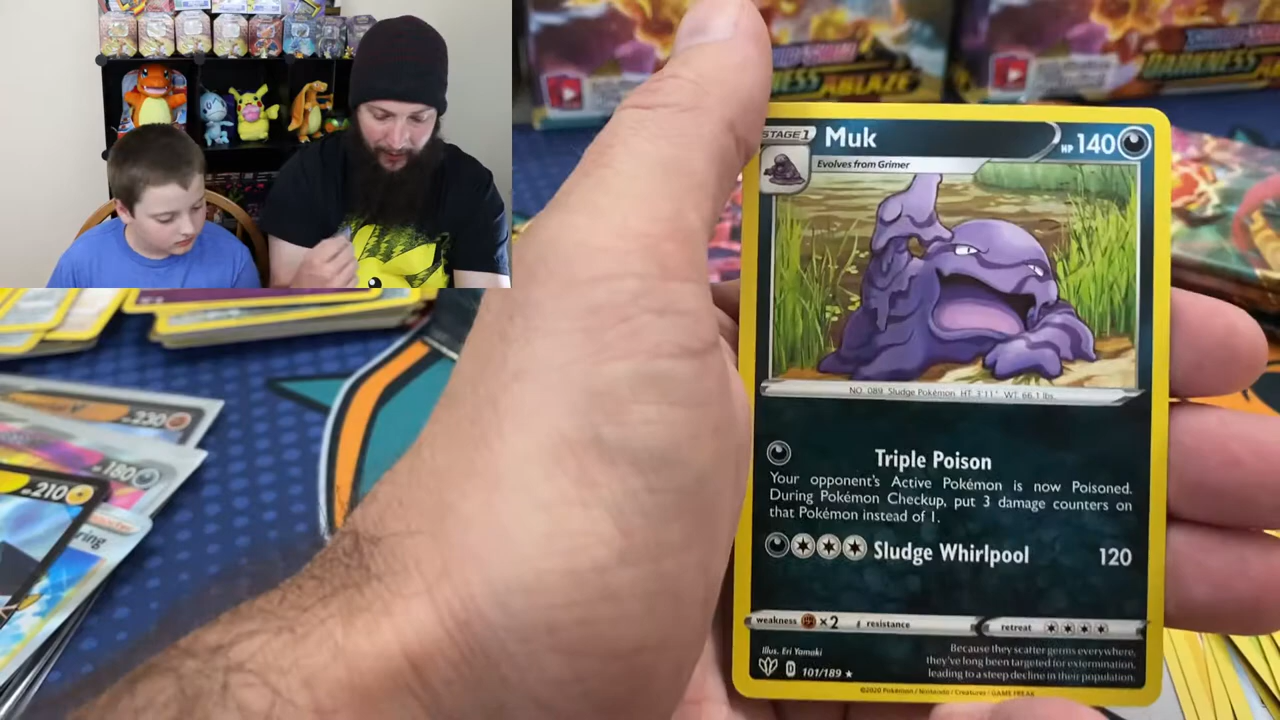 DARKNESS
ABLAZE
DARKNESS
ABLAZE
STAGE 1
Muk
HP 140
Evolves from Grimer
NO. 089 Sludge Pokémon HT: 3'11" WT: 66.1 lbs.
Triple Poison
Your opponent's Active Pokémon is now Poisoned.
During Pokémon Checkup, put 3 damage counters on
that Pokémon instead of 1.
Sludge Whirlpool 120
weakness ×2 resistance retreat
Illus. Eri Yamaki
D 101/189 ★
Because they scatter germs everywhere,
they've long been targeted for extermination,
leading to a steep decline in their population.
©2020 Pokémon / Nintendo / Creatures / GAME FREAK
230
180
210
ring